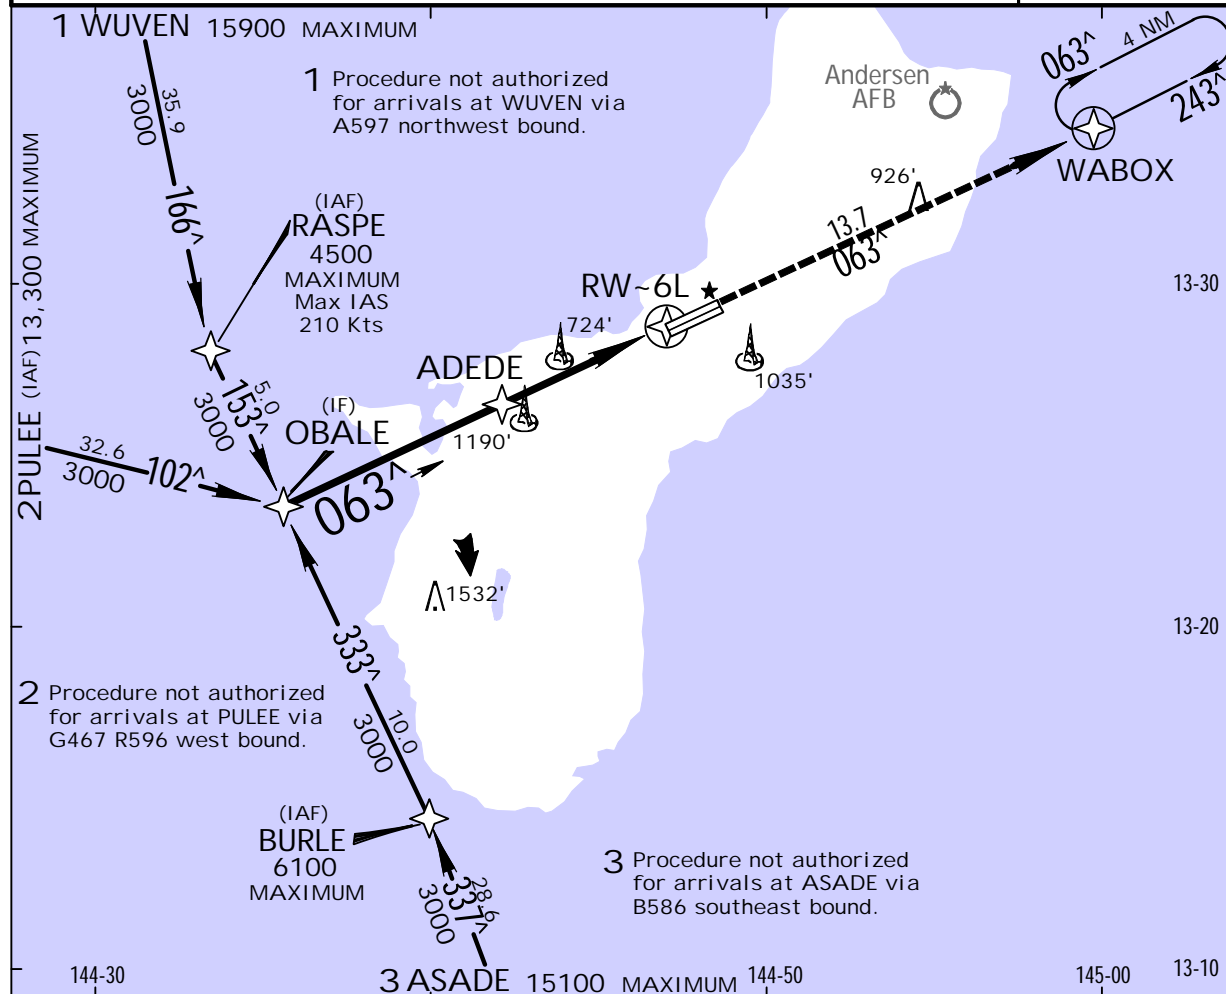 1 WUVEN 15900 MAXIMUM
063^
4 NM
243^
WABOX
Andersen
AFB
1 Procedure not authorized
for arrivals at WUVEN via
A597 northwest bound.
35.9
3000
166^
(IAF)
RASPE
4500
MAXIMUM
Max IAS
210 Kts
926'
13.7
063^
RW~6L
13-30
724'
1035'
ADEDE
1190'
5.0
153^
3000
(IF)
OBALE
2 PULEE (IAF) 13,300 MAXIMUM
32.6
3000
102^
063^
1532'
13-20
333^
10.0
3000
2 Procedure not authorized
for arrivals at PULEE via
G467 R596 west bound.
(IAF)
BURLE
6100
MAXIMUM
3 Procedure not authorized
for arrivals at ASADE via
B586 southeast bound.
28.6
337^
3000
144-30
3 ASADE 15100 MAXIMUM
144-50
145-00
13-10